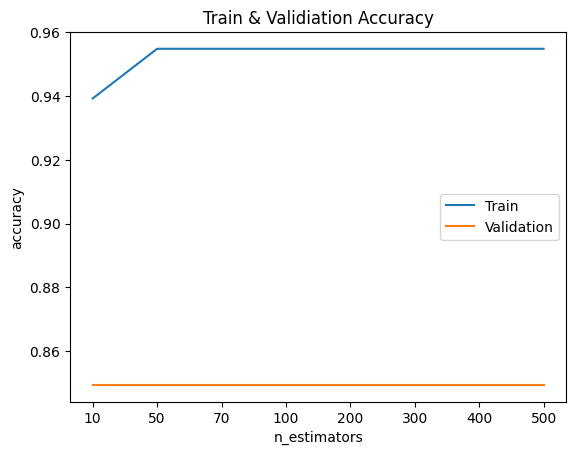 Train & Validiation Accuracy
accuracy
0.96
0.94
0.92
0.90
0.88
0.86
Train
Validation
10 50 70 100 200 300 400 500
n_estimators